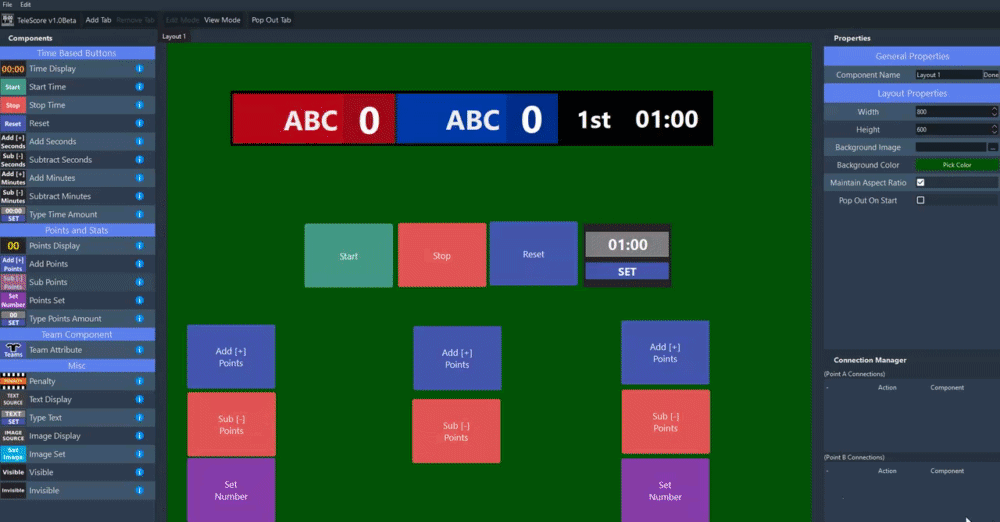 File Edit
TeleScore v1.0Beta Add Tab Remove Tab Edit Mode View Mode Pop Out Tab
Components
Time Based Buttons
00:00 Time Display
Start Start Time
Stop Stop Time
Reset Reset
Add [+] Seconds Add Seconds
Sub [-] Seconds Subtract Seconds
Add [+] Minutes Add Minutes
Sub [-] Minutes Subtract Minutes
00:00 SET Type Time Amount
Points and Stats
00 Points Display
Add [+] Points Add Points
Sub [-] Points Sub Points
Set Number Points Set
00 SET Type Points Amount
Team Component
Teams Team Attribute
Misc
PENALTY Penalty
TEXT SOURCE Text Display
TEXT SET Type Text
IMAGE SOURCE Image Display
Set Image Image Set
Visible Visible
Invisible Invisible
Layout 1
ABC 0 ABC 0 1st 01:00
Start Stop Reset 01:00
SET
Add [+]
Points
Add [+]
Points
Add [+]
Points
Sub [-]
Points
Sub [-]
Points
Sub [-]
Points
Set
Number
Set
Number
Properties
General Properties
Component Name Layout 1 Done
Layout Properties
Width 800
Height 600
Background Image ...
Background Color Pick Color
Maintain Aspect Ratio
Pop Out On Start
Connection Manager
(Point A Connections)
- Action Component
(Point B Connections)
- Action Component